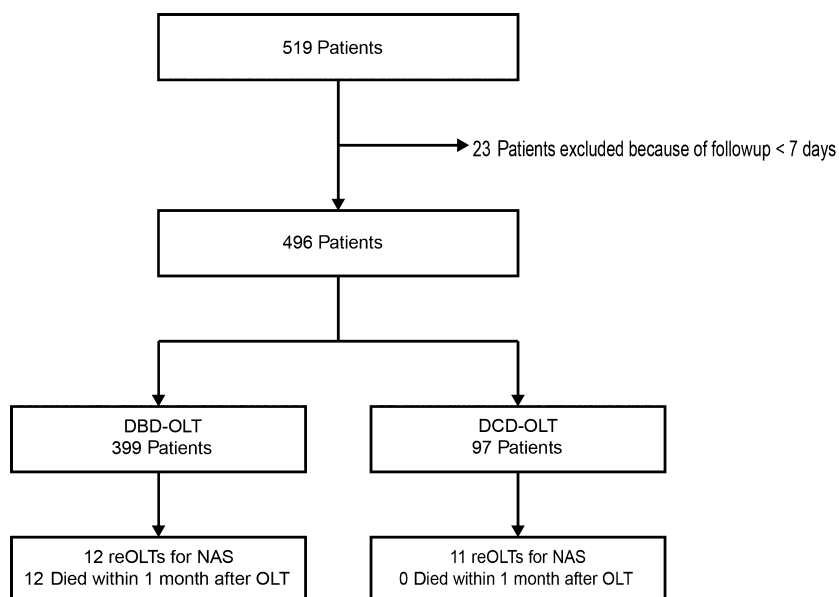 519 Patients
23 Patients excluded because of followup < 7 days
496 Patients
DBD-OLT
399 Patients
DCD-OLT
97 Patients
12 reOLTs for NAS
12 Died within 1 month after OLT
11 reOLTs for NAS
0 Died within 1 month after OLT